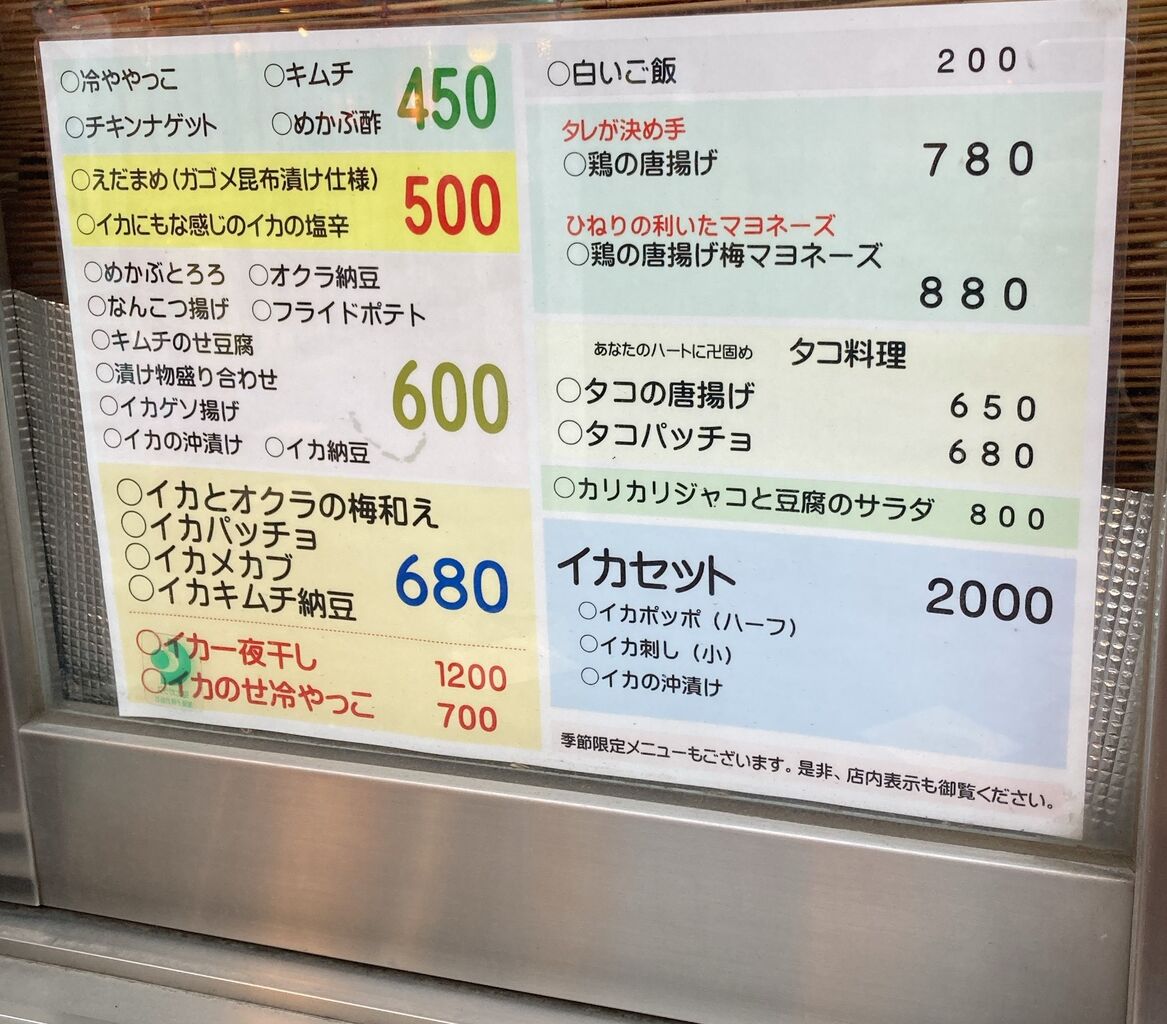 ○冷ややっこ ○キムチ
○チキンナゲット ○めかぶ酢
450
○えだまめ(ガゴメ昆布漬け仕様)
○イカにもな感じのイカの塩辛
500
○めかぶとろろ ○オクラ納豆
○なんこつ揚げ ○フライドポテト
○キムチのせ豆腐
○漬け物盛り合わせ
○イカゲソ揚げ
○イカの沖漬け ○イカ納豆
600
○イカとオクラの梅和え
○イカパッチョ
○イカメカブ
○イカキムチ納豆
680
○イカ一夜干し 1200
○イカのせ冷やっこ 700
○白いご飯 200
タレが決め手
○鶏の唐揚げ 780
ひねりの利いたマヨネーズ
○鶏の唐揚げ梅マヨネーズ
880
あなたのハートに卍固め タコ料理
○タコの唐揚げ 650
○タコパッチョ 680
○カリカリジャコと豆腐のサラダ 800
イカセット 2000
○イカポッポ(ハーフ)
○イカ刺し(小)
○イカの沖漬け
季節限定メニューもございます。是非、店内表示も御覧ください。